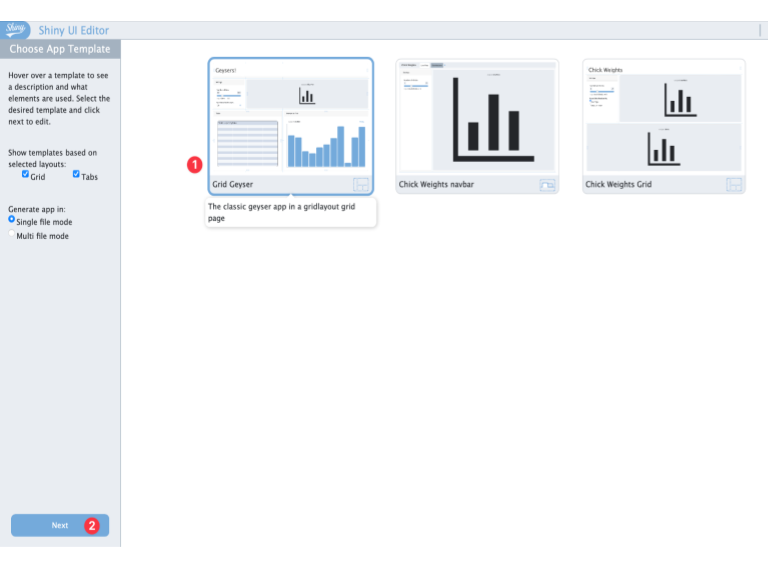 Shiny
Shiny UI Editor
Choose App Template
Hover over a template to see
a description and what
elements are used. Select the
desired template and click
next to edit.
Show templates based on
selected layouts:
Grid
Tabs
Generate app in:
Single file mode
Multi file mode
Next
2
1
Geysers!
Grid Geyser
The classic geyser app in a gridlayout grid
page
Chick Weights navbar
Chick Weights
Chick Weights Grid